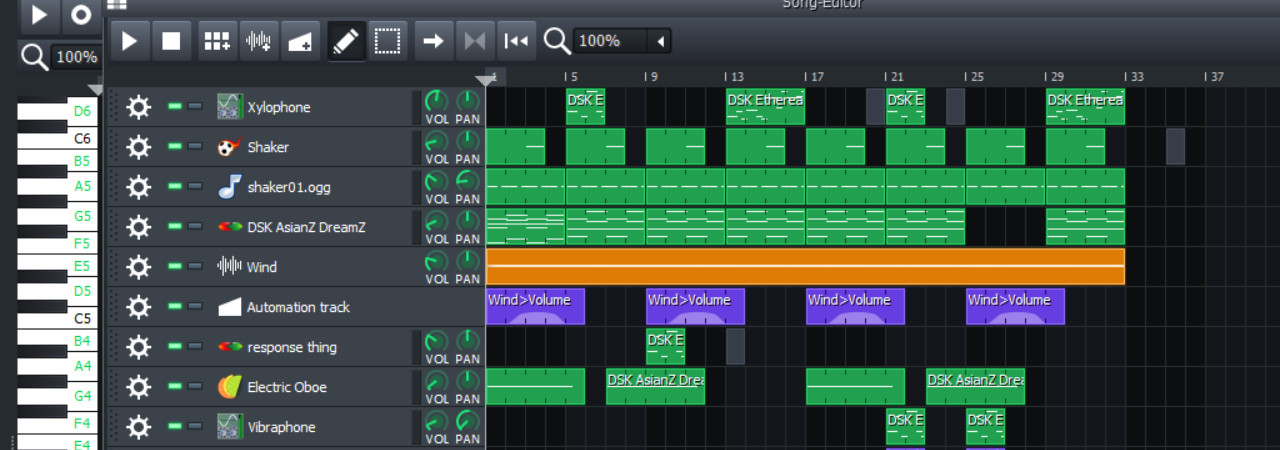 Song-Editor
100%
100%
1 5 9 13 17 21 25 29 33 37
D6
Xylophone VOL PAN DSK E DSK Etherea DSK E DSK Etherea
C6
Shaker VOL PAN
B5
A5
shaker01.ogg VOL PAN
G5
DSK AsianZ DreamZ VOL PAN
F5
E5
Wind VOL PAN
D5
Automation track Wind>Volume Wind>Volume Wind>Volume Wind>Volume
C5
B4
response thing VOL PAN DSK E
A4
Electric Oboe VOL PAN DSK AsianZ Drea DSK AsianZ Drea
G4
F4
Vibraphone VOL PAN DSK E DSK E
E4